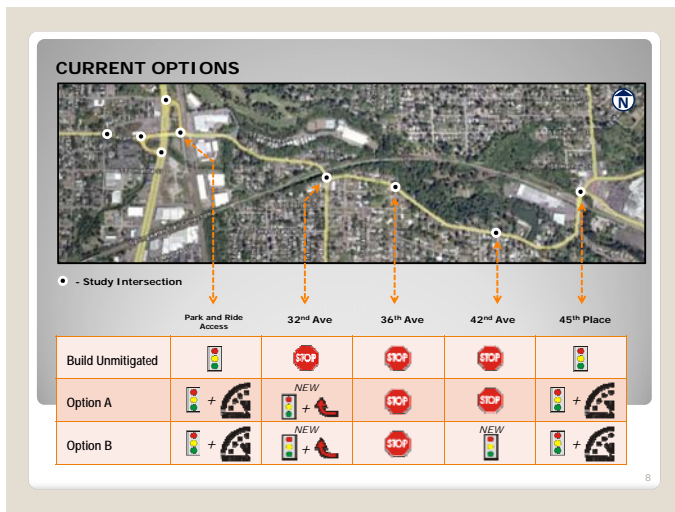 CURRENT OPTIONS
N
- Study Intersection
Park and Ride
Access
32nd Ave
36th Ave
42nd Ave
45th Place
Build Unmitigated
STOP
STOP
STOP
Option A
+
NEW
+
STOP
STOP
+
Option B
+
NEW
+
STOP
NEW
+
8